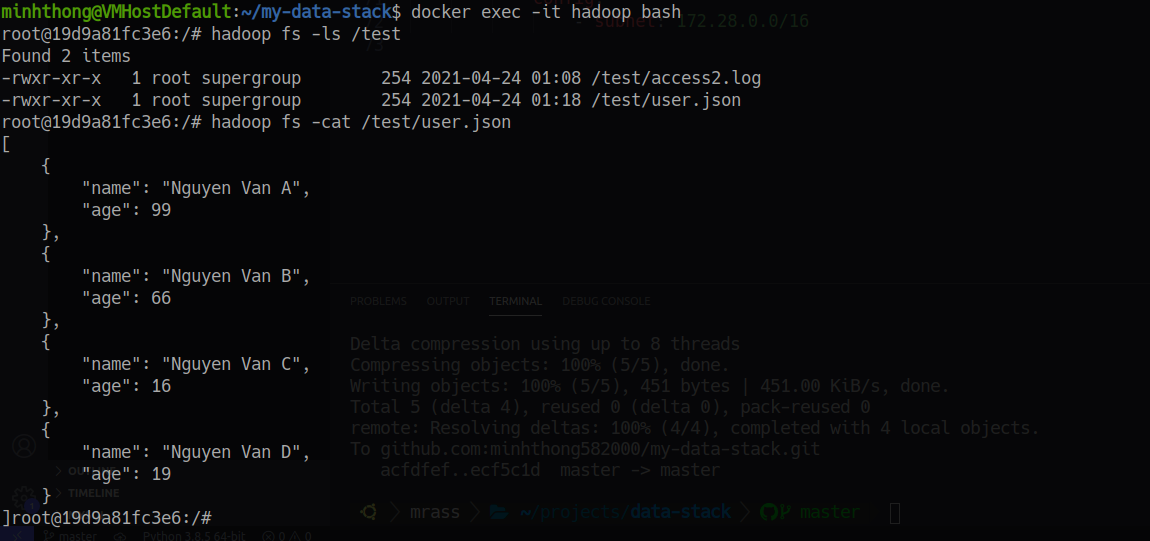 minhthong@VMHostDefault:~/my-data-stack$ docker exec -it hadoop bash
root@19d9a81fc3e6:/# hadoop fs -ls /test
Found 2 items
-rwxr-xr-x   1 root supergroup        254 2021-04-24 01:08 /test/access2.log
-rwxr-xr-x   1 root supergroup        254 2021-04-24 01:18 /test/user.json
root@19d9a81fc3e6:/# hadoop fs -cat /test/user.json
[
    {
        "name": "Nguyen Van A",
        "age": 99
    },
    {
        "name": "Nguyen Van B",
        "age": 66
    },
    {
        "name": "Nguyen Van C",
        "age": 16
    },
    {
        "name": "Nguyen Van D",
        "age": 19
    }
]root@19d9a81fc3e6:/#
- subnet: 172.28.0.0/16
73
PROBLEMS OUTPUT TERMINAL DEBUG CONSOLE
Delta compression using up to 8 threads
Compressing objects: 100% (5/5), done.
Writing objects: 100% (5/5), 451 bytes | 451.00 KiB/s, done.
Total 5 (delta 4), reused 0 (delta 0), pack-reused 0
remote: Resolving deltas: 100% (4/4), completed with 4 local objects.
To github.com:minhthong582000/my-data-stack.git
   acfdfef..ecf5c1d  master -> master
mrass ~/projects/data-stack master
TIMELINE
master Python 3.8.5 64-bit 0 0